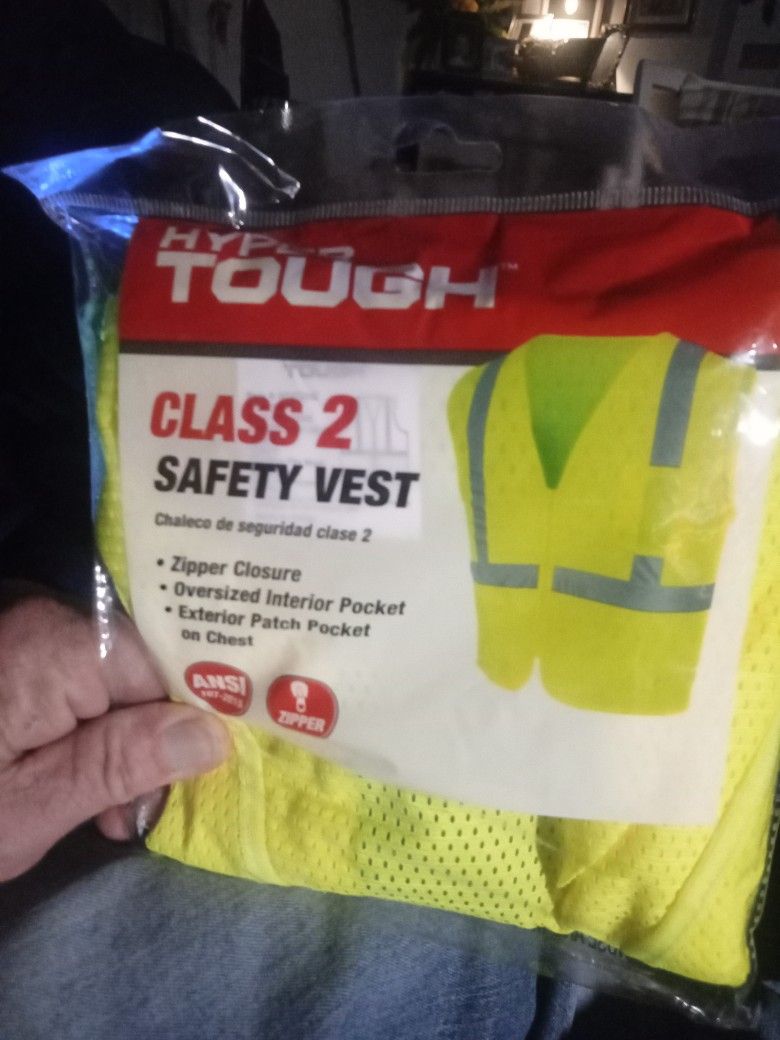 HYPER
TOUGH™
CLASS 2
SAFETY VEST
Chaleco de seguridad clase 2
• Zipper Closure
• Oversized Interior Pocket
• Exterior Patch Pocket
on Chest
ANSI
ZIPPER